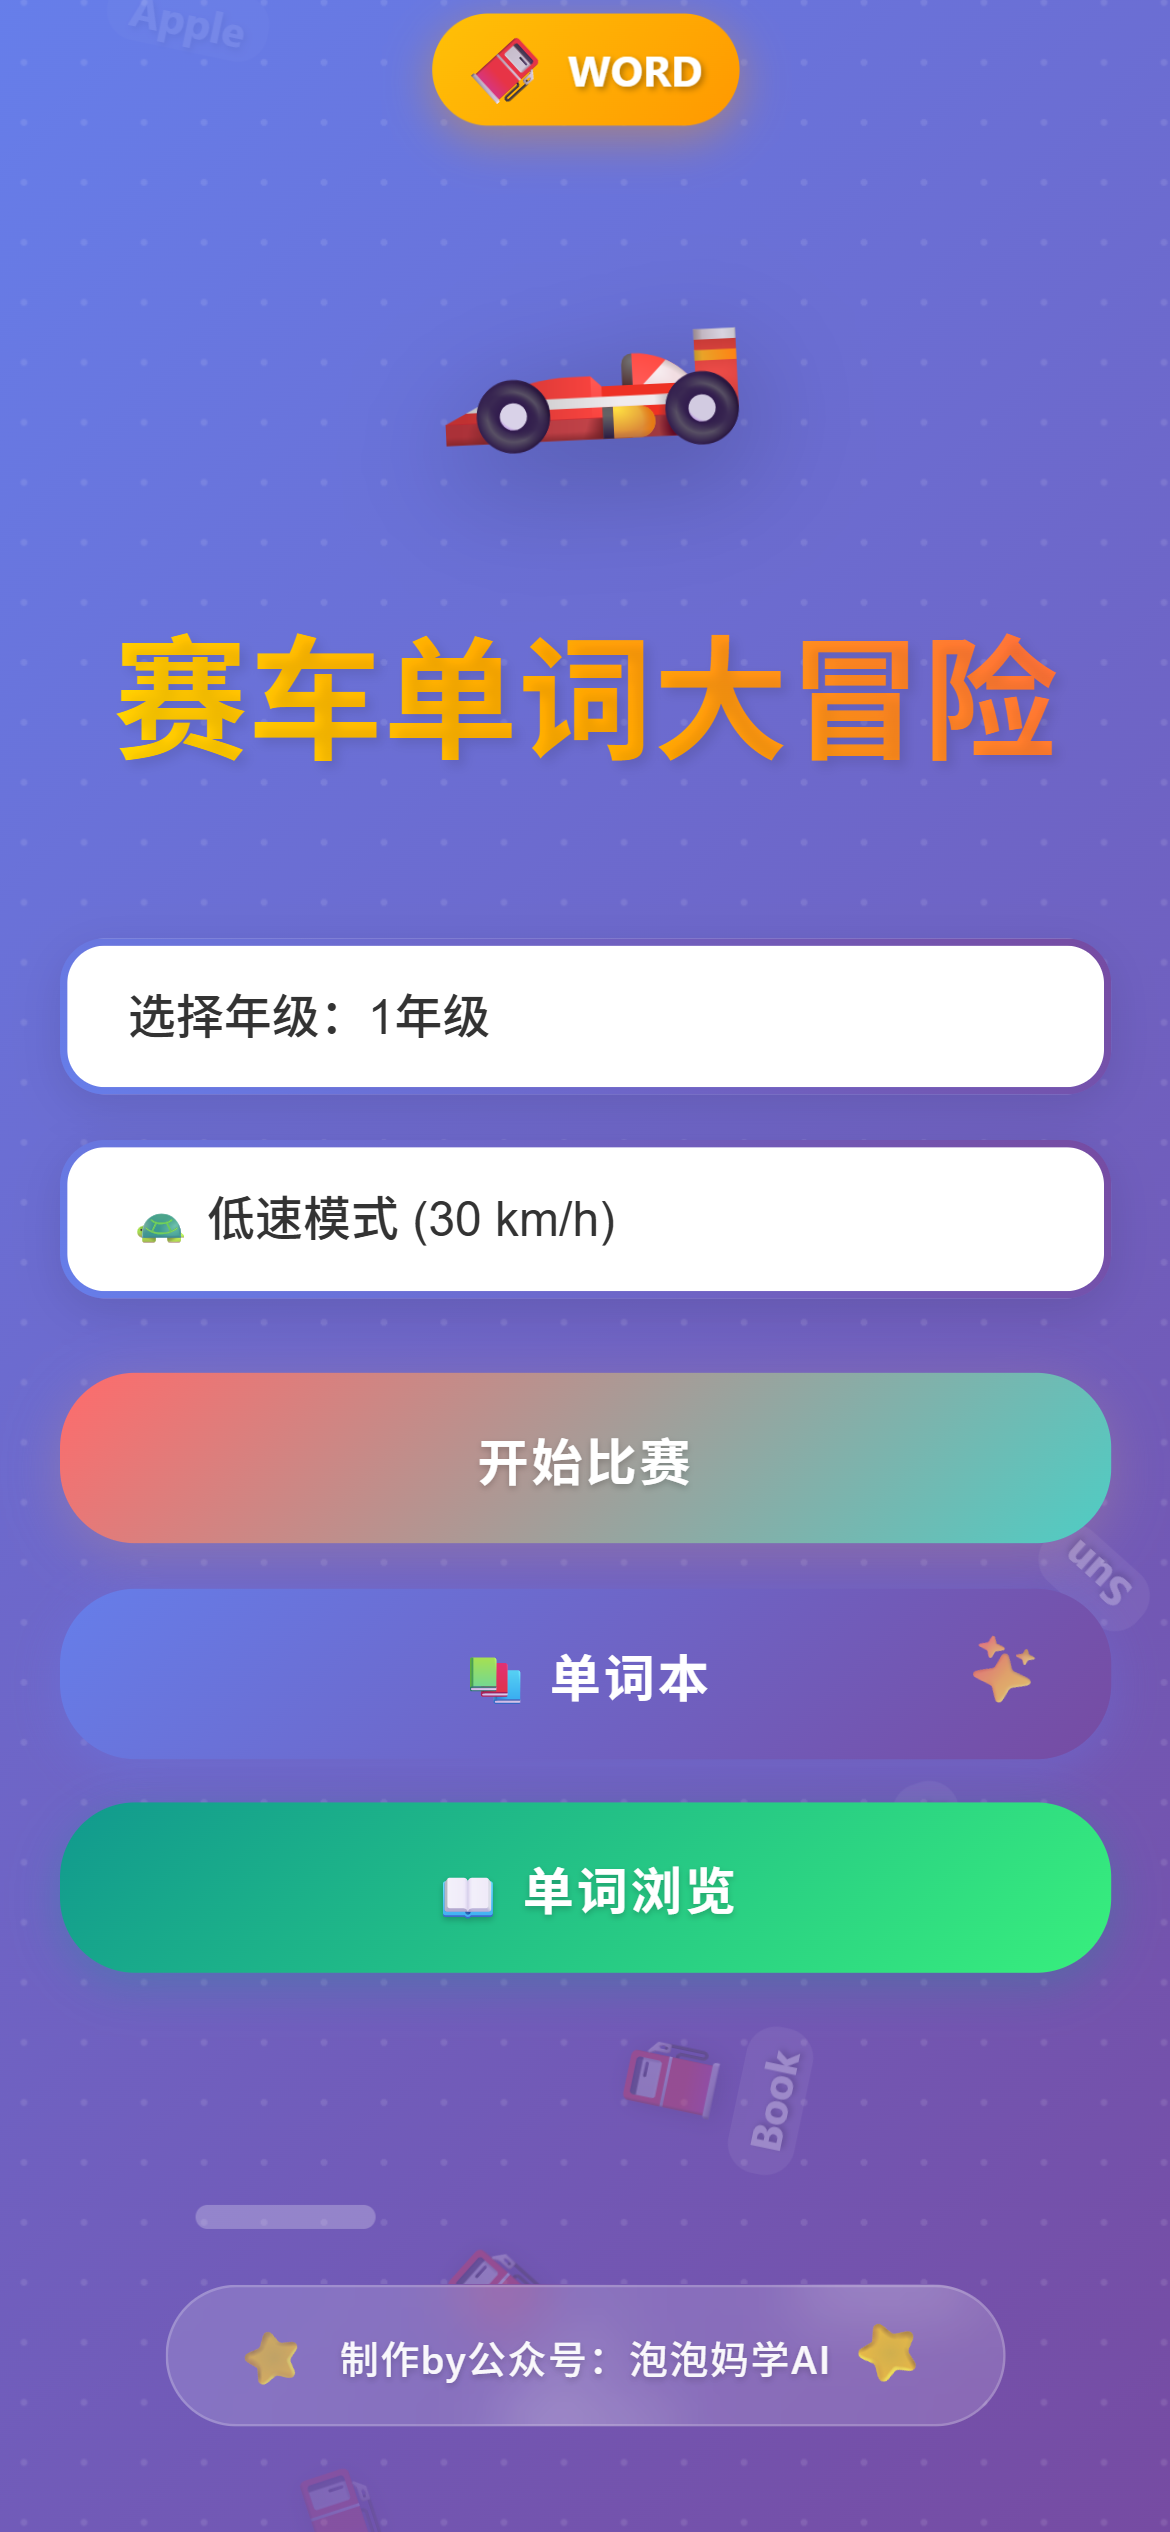 Apple
WORD
赛车单词大冒险
选择年级：1年级
低速模式 (30 km/h)
开始比赛
Sun
单词本
单词浏览
Book
制作by公众号：泡泡妈学AI